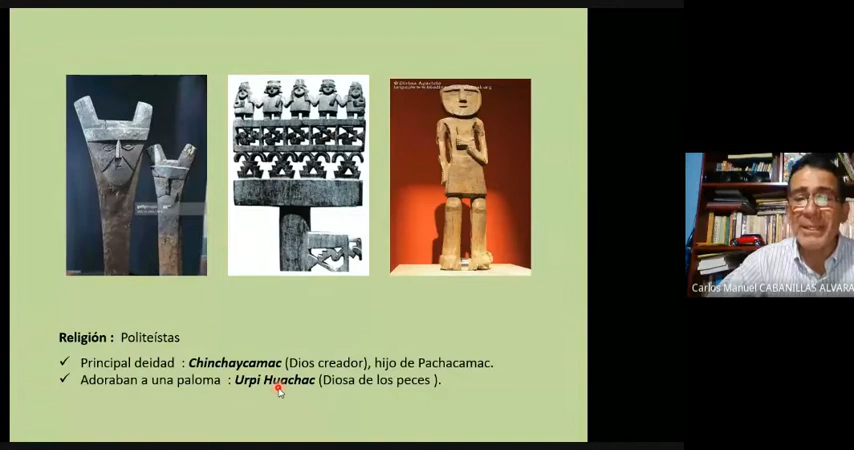 Religión : Politeístas
✓ Principal deidad : Chinchaycamac (Dios creador), hijo de Pachacamac.
✓ Adoraban a una paloma : Urpi Huachac (Diosa de los peces ).
Carlos Manuel CABANILLAS ALVARA